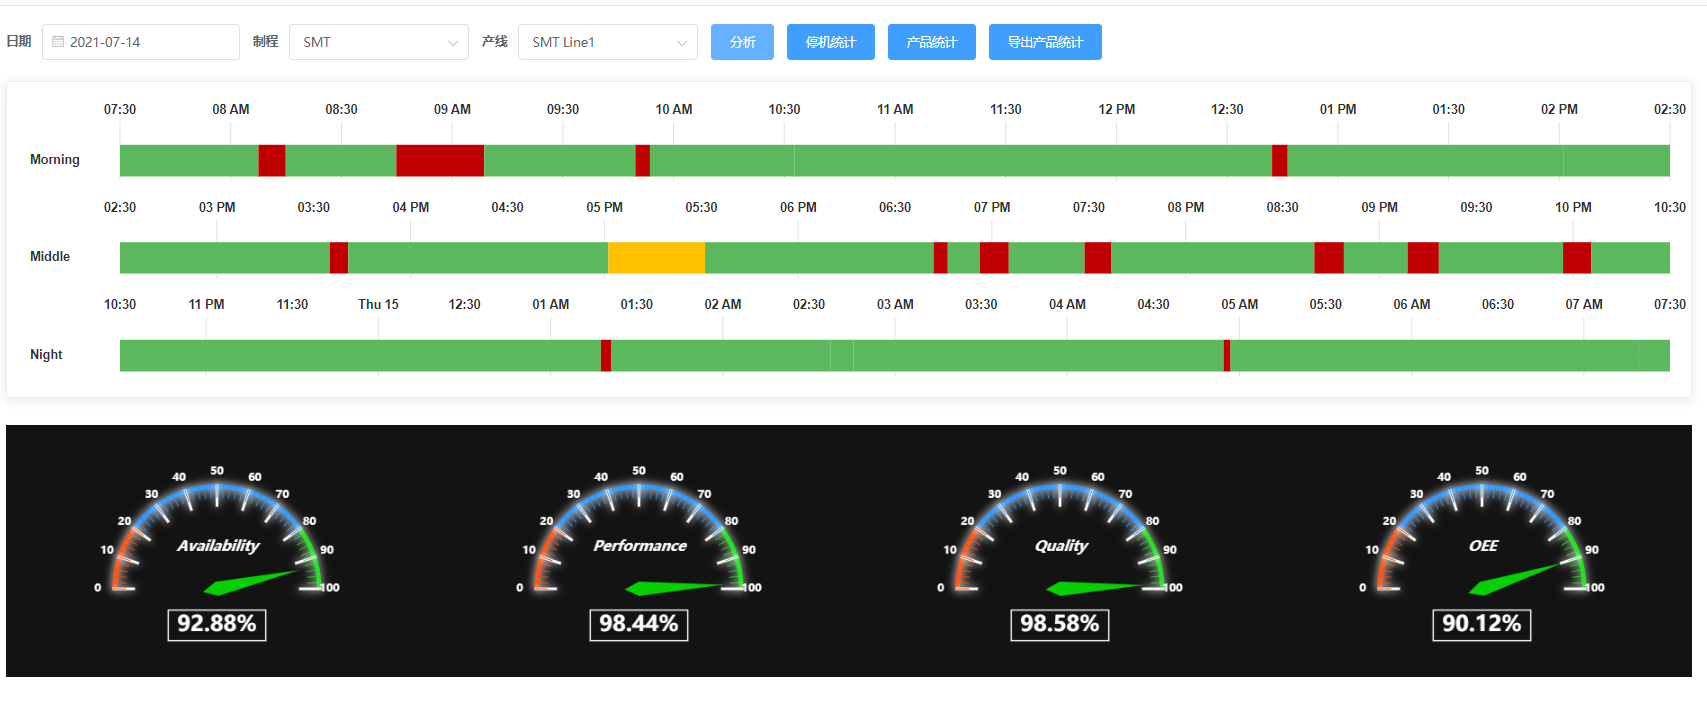 日期 2021-07-14 制程 SMT 产线 SMT Line1 分析 停机统计 产品统计 导出产品统计
07:30 08 AM 08:30 09 AM 09:30 10 AM 10:30 11 AM 11:30 12 PM 12:30 01 PM 01:30 02 PM 02:30
Morning
02:30 03 PM 03:30 04 PM 04:30 05 PM 05:30 06 PM 06:30 07 PM 07:30 08 PM 08:30 09 PM 09:30 10 PM 10:30
Middle
10:30 11 PM 11:30 Thu 15 12:30 01 AM 01:30 02 AM 02:30 03 AM 03:30 04 AM 04:30 05 AM 05:30 06 AM 06:30 07 AM 07:30
Night
0 10 20 30 40 50 60 70 80 90 100
Availability
92.88%
0 10 20 30 40 50 60 70 80 90 100
Performance
98.44%
0 10 20 30 40 50 60 70 80 90 100
Quality
98.58%
0 10 20 30 40 50 60 70 80 90 100
OEE
90.12%